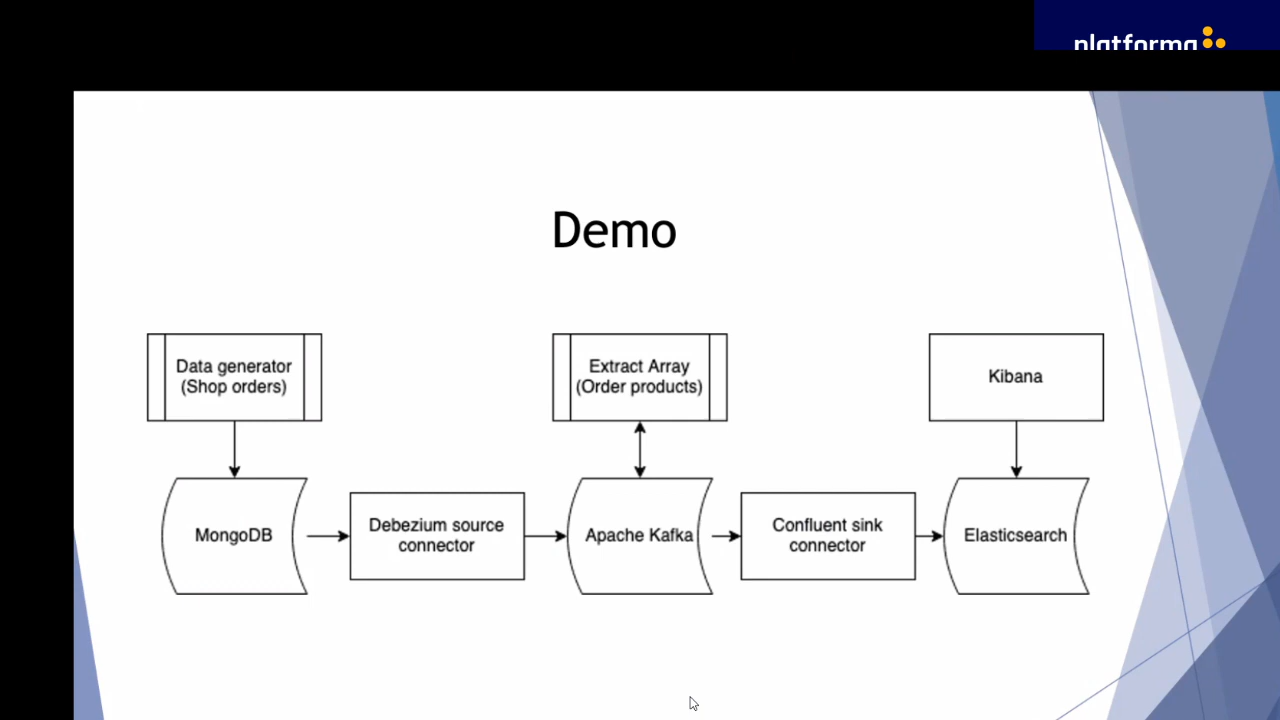 platforma
Demo
Data generator
(Shop orders)
Extract Array
(Order products)
Kibana
MongoDB
Debezium source
connector
Apache Kafka
Confluent sink
connector
Elasticsearch